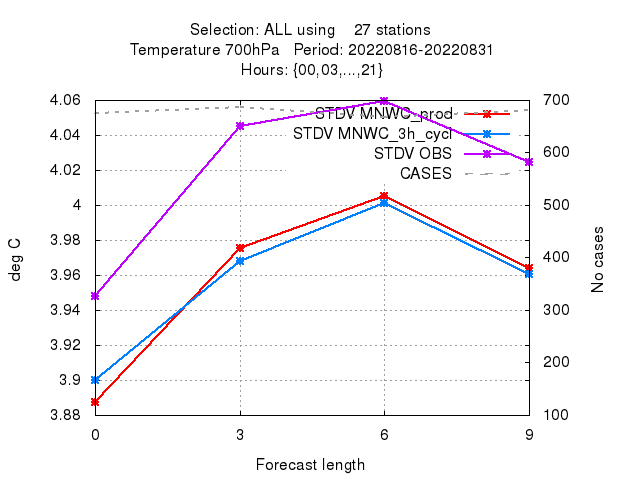 Selection: ALL using    27 stations
Temperature 700hPa   Period: 20220816-20220831
Hours: {00,03,...,21}
4.06
4.04
4.02
4
3.98
3.96
3.94
3.92
3.9
3.88
deg C
STDV MNWC_prod
STDV MNWC_3h_cycl
STDV OBS
CASES
700
600
500
400
300
200
100
No cases
0 3 6 9
Forecast length